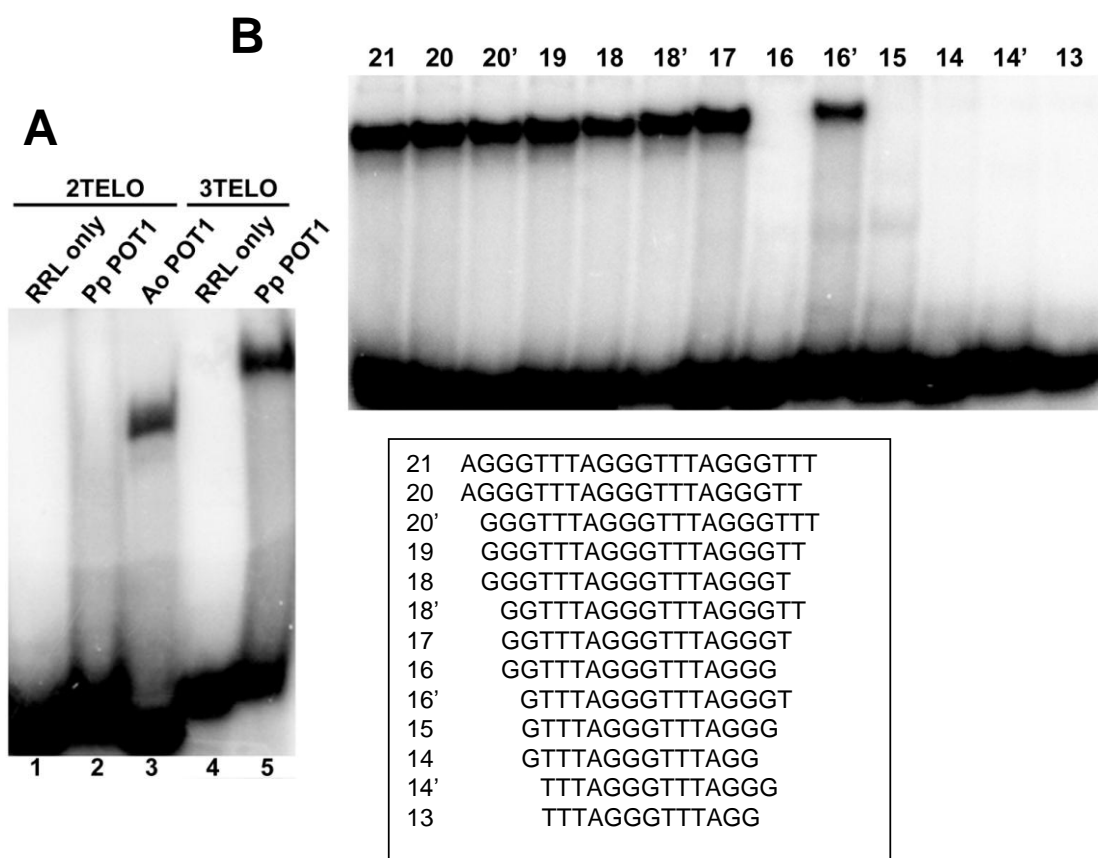 B
21 20 20’ 19 18 18’ 17 16 16’ 15 14 14’ 13
A
2TELO 3TELO
RRL only Pp POT1 Ao POT1 RRL only Pp POT1
1 2 3 4 5
21 AGGGTTTAGGGTTTAGGGTTT
20 AGGGTTTAGGGTTTAGGGTT
20’ GGGTTTAGGGTTTAGGGTTT
19 GGGTTTAGGGTTTAGGGTT
18 GGGTTTAGGGTTTAGGGT
18’ GGTTTAGGGTTTAGGGTT
17 GGTTTAGGGTTTAGGGT
16 GGTTTAGGGTTTAGGG
16’ GTTTAGGGTTTAGGGT
15 GTTTAGGGTTTAGGG
14 GTTTAGGGTTTAGG
14’ TTTAGGGTTTAGGG
13 TTTAGGGTTTAGG